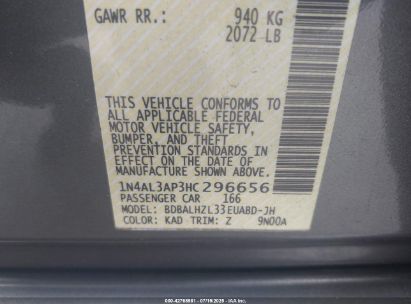 GAWR RR: 940 KG
2072 LB
THIS VEHICLE CONFORMS TO
ALL APPLICABLE FEDERAL
MOTOR VEHICLE SAFETY,
BUMPER, AND THEFT
PREVENTION STANDARDS IN
EFFECT ON THE DATE OF
MANUFACTURE SHOWN ABOVE.
1N4AL3AP3HC296656
PASSENGER CAR 166
MODEL: BDBALHZL33EUABD-JH
COLOR: KAD TRIM: Z 9N00A